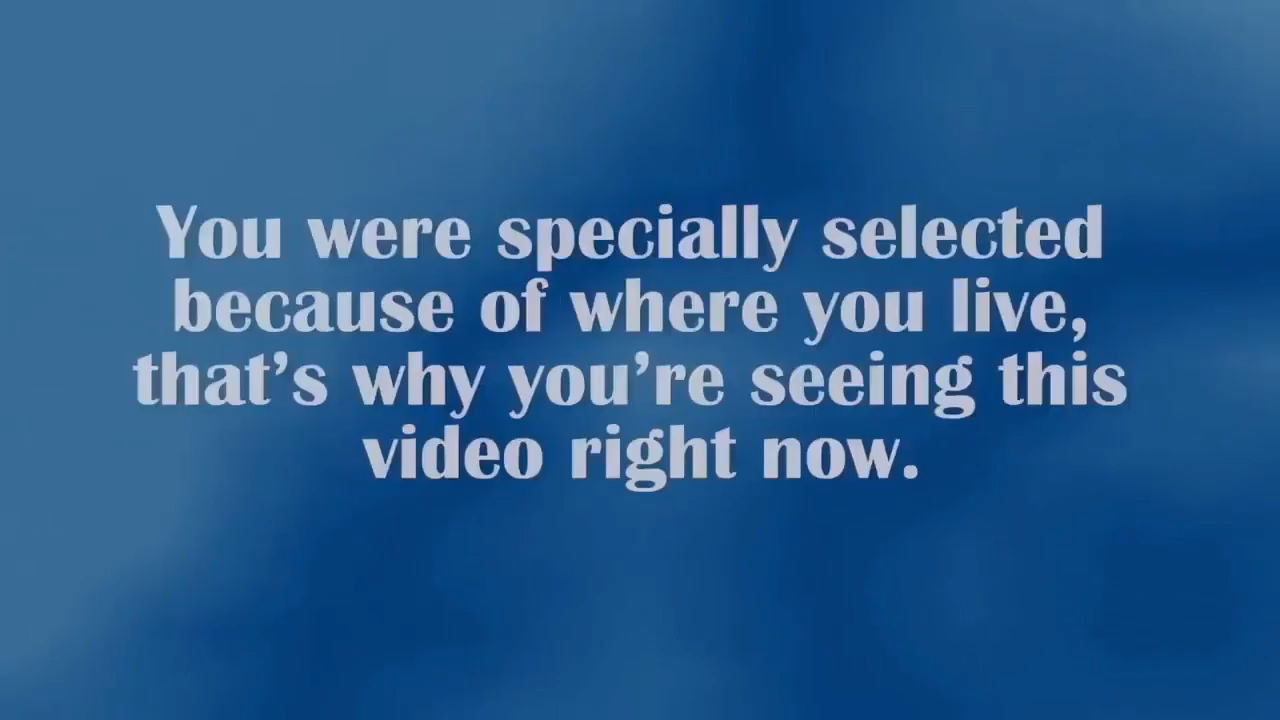 You were specially selected
because of where you live,
that’s why you’re seeing this
video right now.